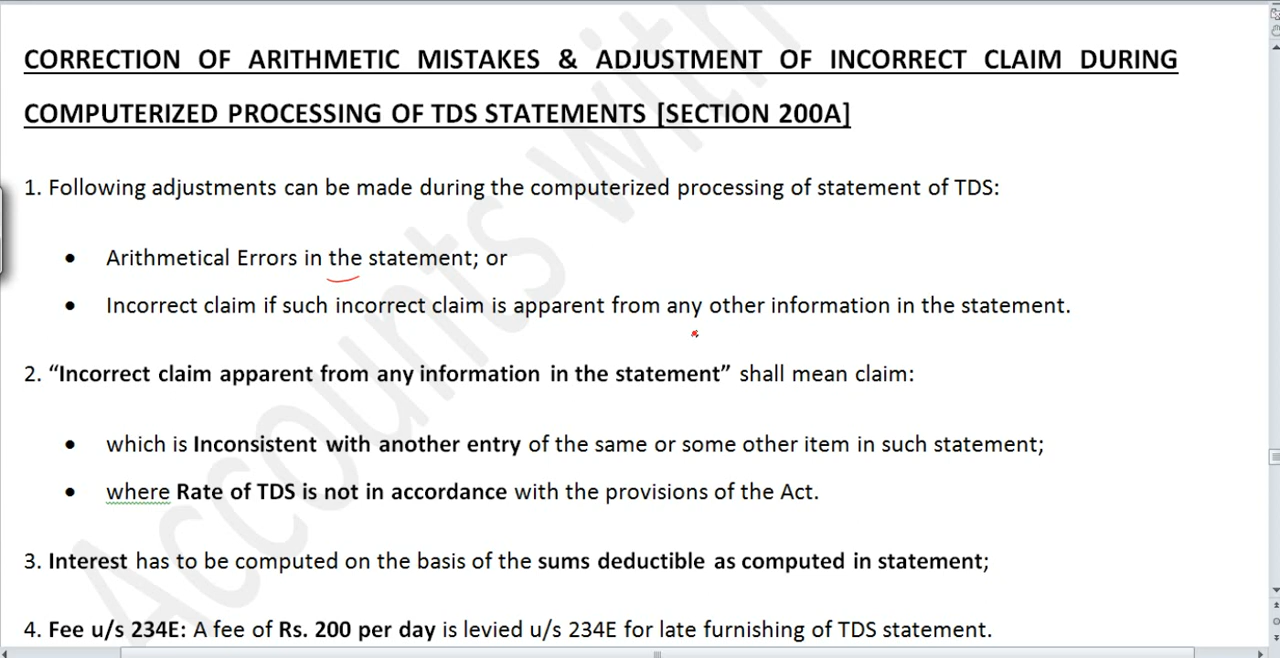 CORRECTION OF ARITHMETIC MISTAKES & ADJUSTMENT OF INCORRECT CLAIM DURING
COMPUTERIZED PROCESSING OF TDS STATEMENTS [SECTION 200A]
1. Following adjustments can be made during the computerized processing of statement of TDS:
• Arithmetical Errors in the statement; or
• Incorrect claim if such incorrect claim is apparent from any other information in the statement.
2. “Incorrect claim apparent from any information in the statement” shall mean claim:
• which is Inconsistent with another entry of the same or some other item in such statement;
• where Rate of TDS is not in accordance with the provisions of the Act.
3. Interest has to be computed on the basis of the sums deductible as computed in statement;
4. Fee u/s 234E: A fee of Rs. 200 per day is levied u/s 234E for late furnishing of TDS statement.
Accounts with